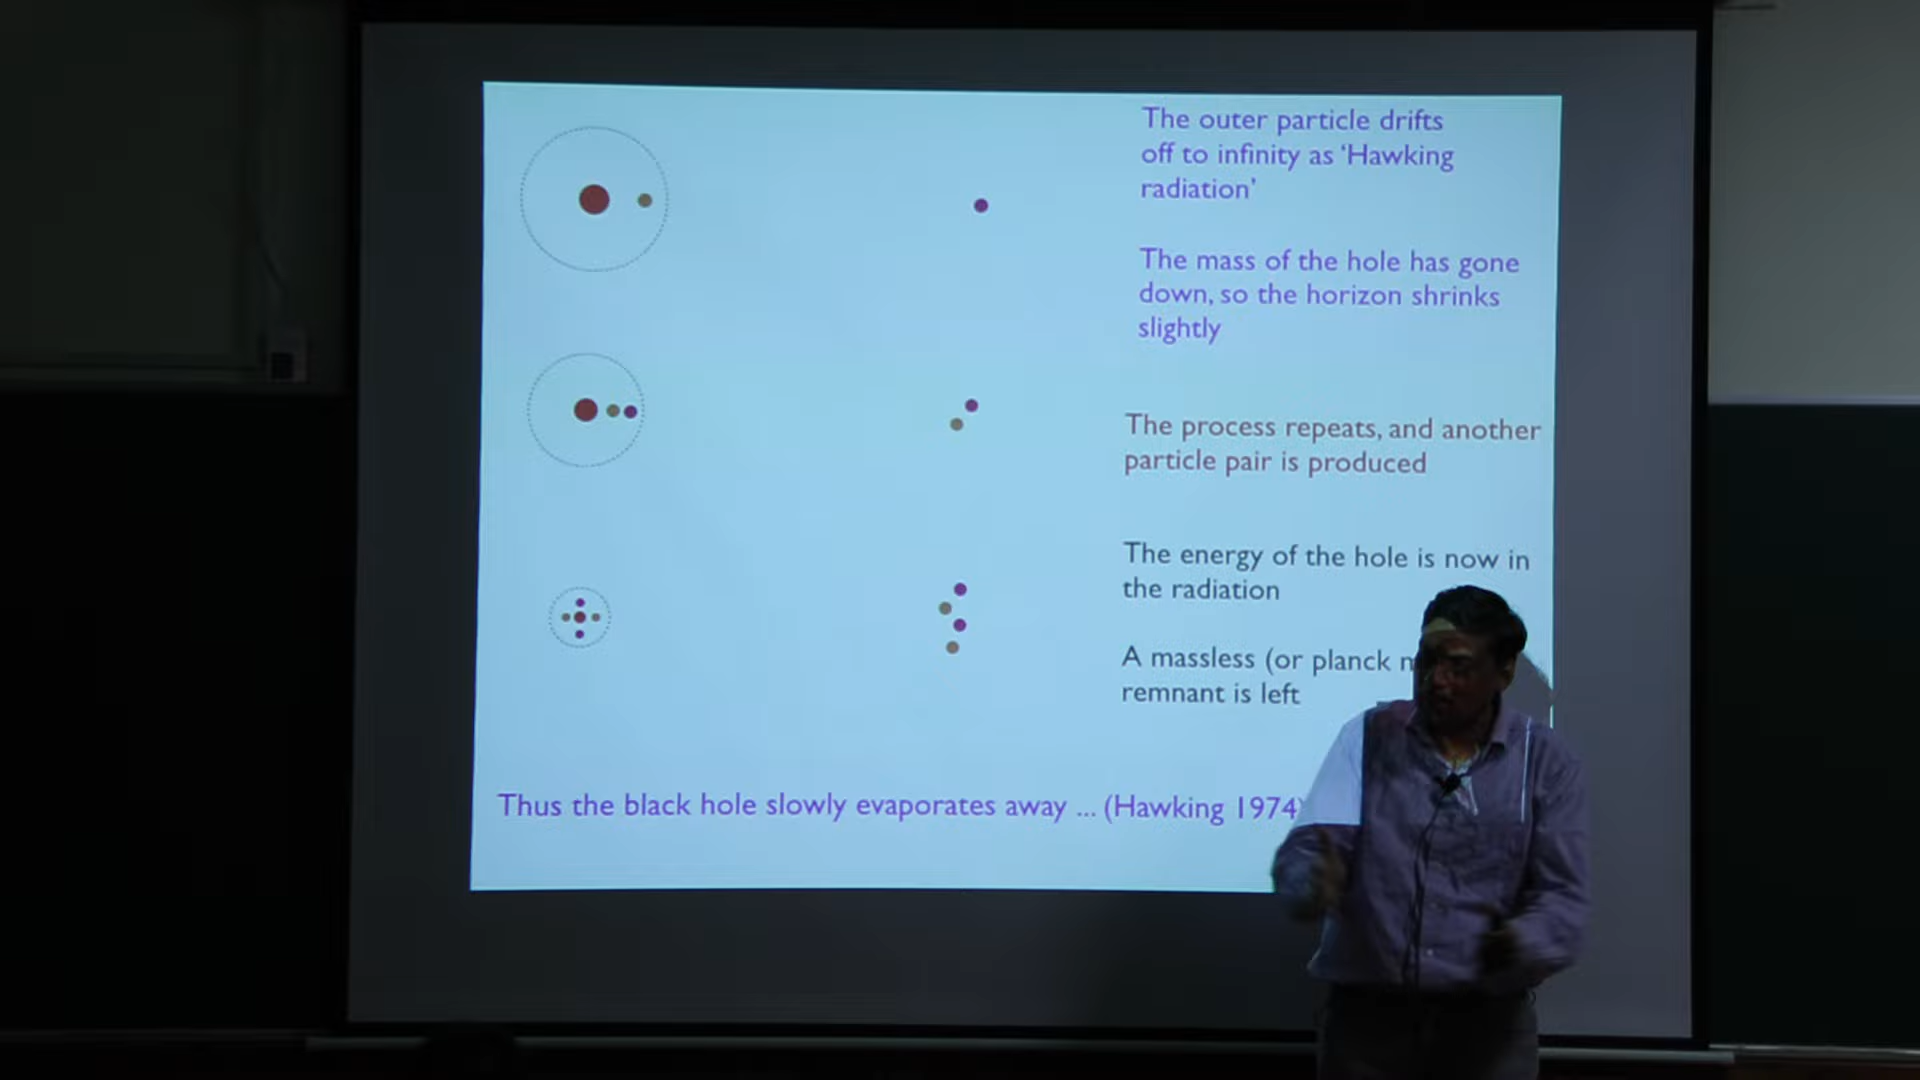 The outer particle drifts
off to infinity as ‘Hawking
radiation’
The mass of the hole has gone
down, so the horizon shrinks
slightly
The process repeats, and another
particle pair is produced
The energy of the hole is now in
the radiation
A massless (or planck
remnant is left
Thus the black hole slowly evaporates away ... (Hawking 1974)